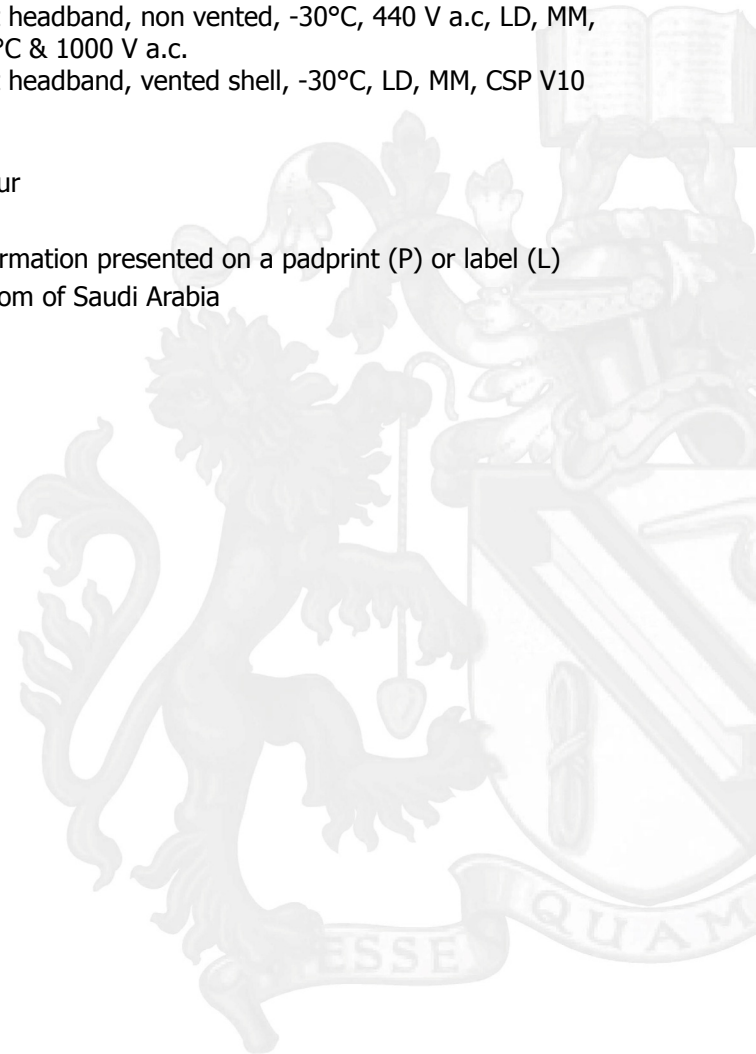 headband, non vented, -30°C, 440 V a.c, LD, MM,
°C & 1000 V a.c.
headband, vented shell, -30°C, LD, MM, CSP V10
ur
rmation presented on a padprint (P) or label (L)
om of Saudi Arabia
ESSE QUAM